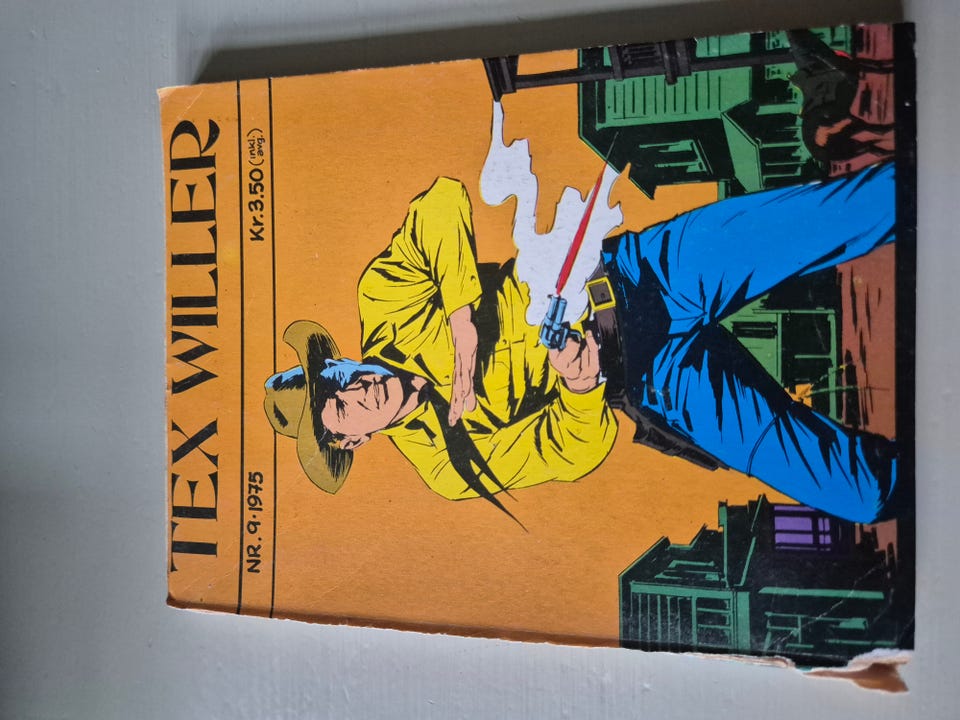 TEX WILLER
NR. 9·1975 Kr. 3.50 (inkl. avg.)